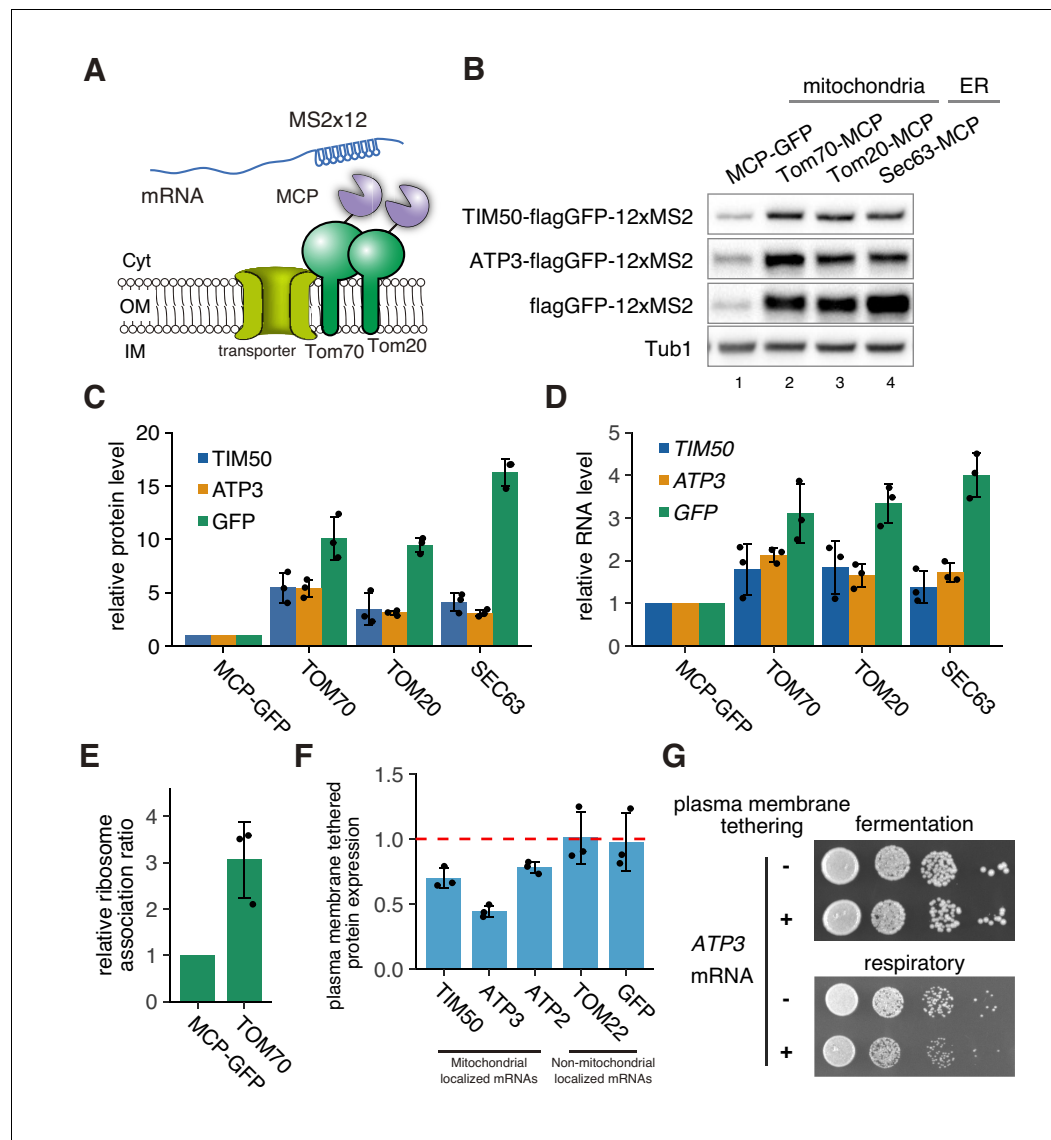 A
MS2x12
mRNA
MCP
Cyt
OM
IM
transporter
Tom70
Tom20
B
mitochondria
ER
MCP-GFP
Tom70-MCP
Tom20-MCP
Sec63-MCP
TIM50-flagGFP-12xMS2
ATP3-flagGFP-12xMS2
flagGFP-12xMS2
Tub1
1 2 3 4
C
relative protein level
20
15
10
5
0
TIM50
ATP3
GFP
MCP-GFP
TOM70
TOM20
SEC63
D
relative RNA level
5
4
3
2
1
0
TIM50
ATP3
GFP
MCP-GFP
TOM70
TOM20
SEC63
E
relative ribosome
association ratio
4
3
2
1
0
MCP-GFP
TOM70
F
plasma membrane tethered
protein expression
1.5
1.0
0.5
0.0
TIM50
ATP3
ATP2
TOM22
GFP
Mitochondrial
localized mRNAs
Non-mitochondrial
localized mRNAs
G
plasma membrane
tethering
fermentation
-
+
ATP3
mRNA
respiratory
-
+